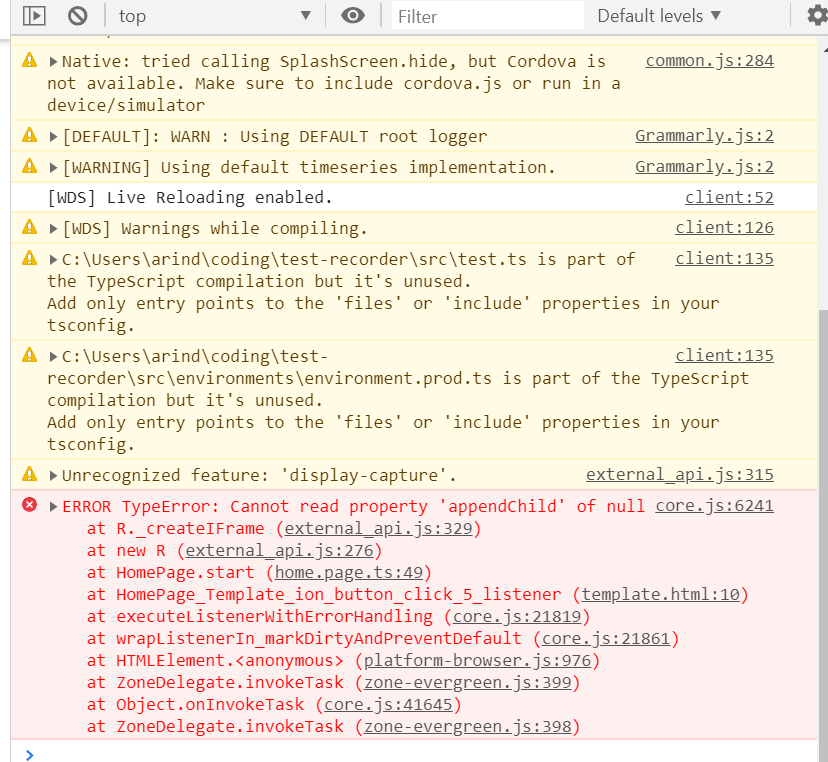 top ▼ Filter Default levels ▼
▶Native: tried calling SplashScreen.hide, but Cordova is common.js:284
not available. Make sure to include cordova.js or run in a
device/simulator
▶[DEFAULT]: WARN : Using DEFAULT root logger Grammarly.js:2
▶[WARNING] Using default timeseries implementation. Grammarly.js:2
[WDS] Live Reloading enabled. client:52
▶[WDS] Warnings while compiling. client:126
▶C:\Users\arind\coding\test-recorder\src\test.ts is part of client:135
the TypeScript compilation but it's unused.
Add only entry points to the 'files' or 'include' properties in your
tsconfig.
▶C:\Users\arind\coding\test- client:135
recorder\src\environments\environment.prod.ts is part of the TypeScript
compilation but it's unused.
Add only entry points to the 'files' or 'include' properties in your
tsconfig.
▶Unrecognized feature: 'display-capture'. external_api.js:315
▶ERROR TypeError: Cannot read property 'appendChild' of null core.js:6241
at R._createIFrame (external_api.js:329)
at new R (external_api.js:276)
at HomePage.start (home.page.ts:49)
at HomePage_Template_ion_button_click_5_listener (template.html:10)
at executeListenerWithErrorHandling (core.js:21819)
at wrapListenerIn_markDirtyAndPreventDefault (core.js:21861)
at HTMLElement.<anonymous> (platform-browser.js:976)
at ZoneDelegate.invokeTask (zone-evergreen.js:399)
at Object.onInvokeTask (core.js:41645)
at ZoneDelegate.invokeTask (zone-evergreen.js:398)